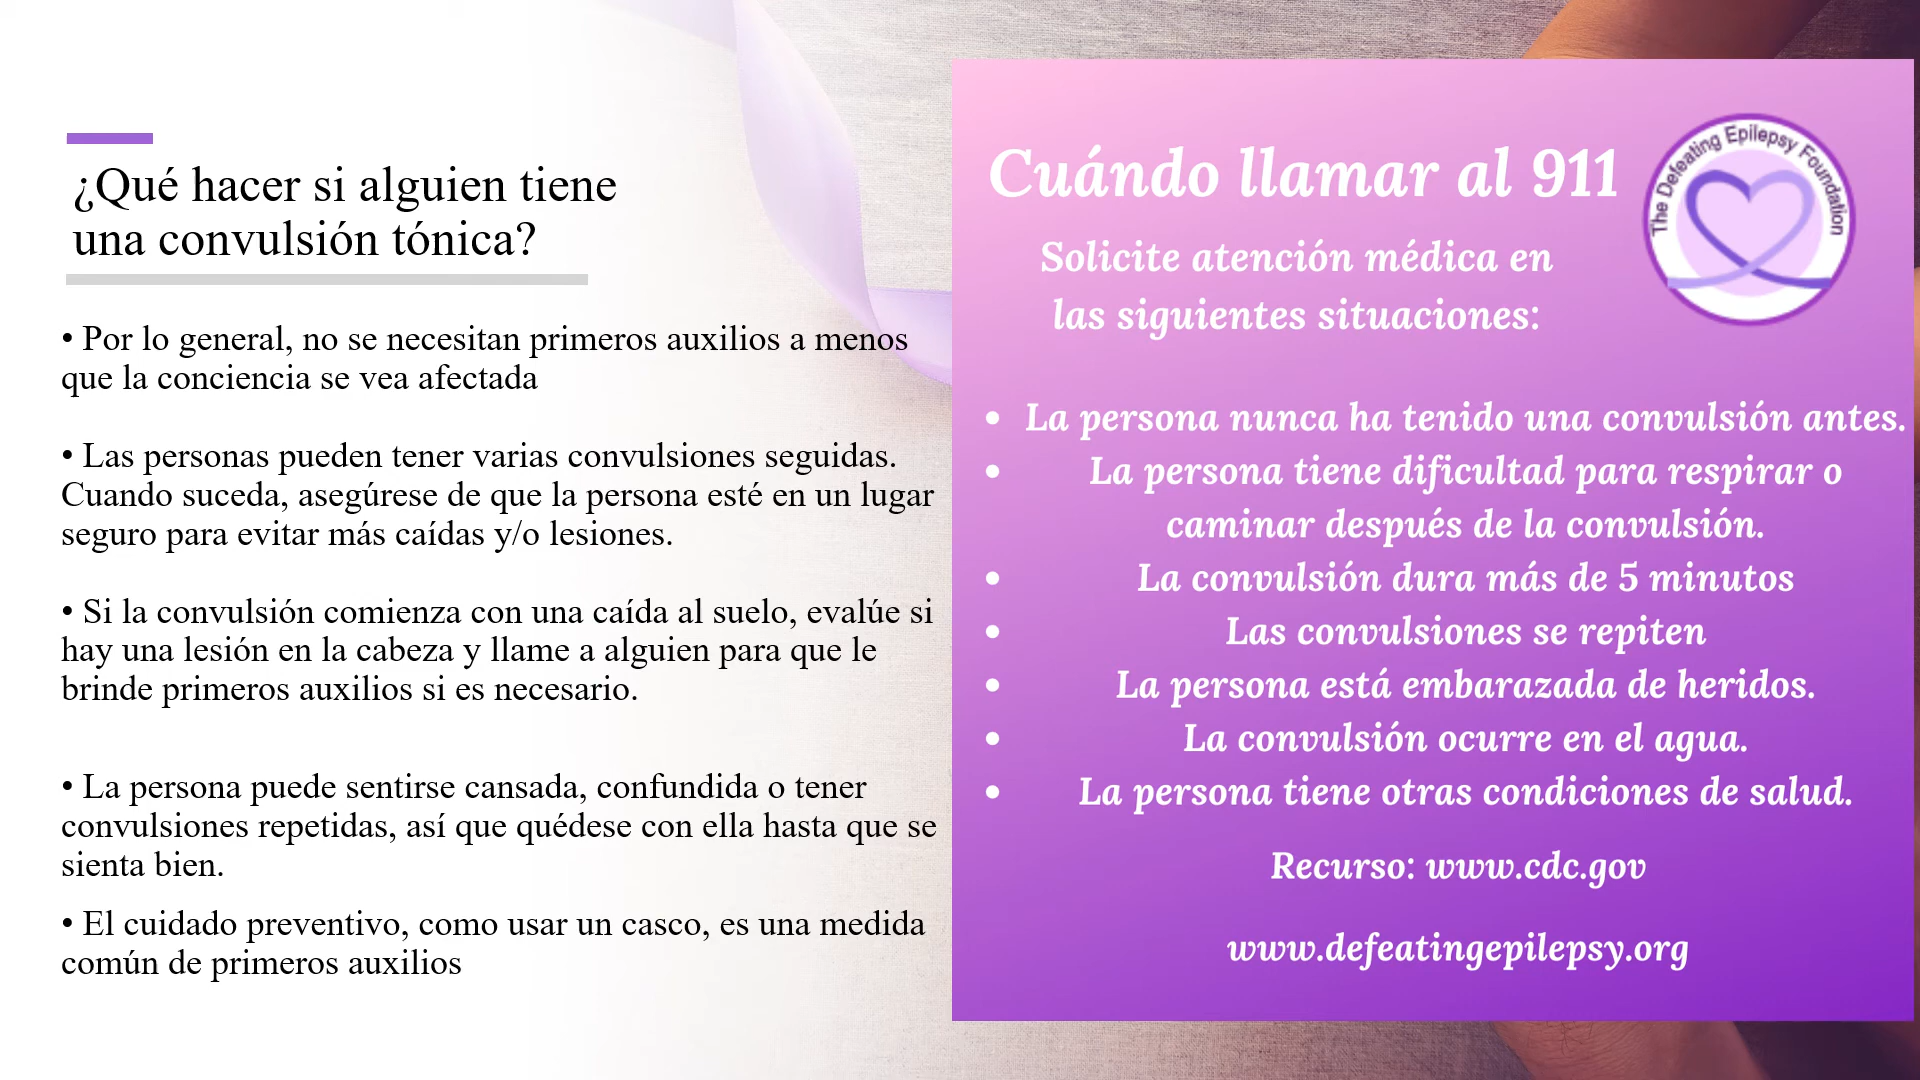 ¿Qué hacer si alguien tiene
una convulsión tónica?
• Por lo general, no se necesitan primeros auxilios a menos
que la conciencia se vea afectada
• Las personas pueden tener varias convulsiones seguidas.
Cuando suceda, asegúrese de que la persona esté en un lugar
seguro para evitar más caídas y/o lesiones.
• Si la convulsión comienza con una caída al suelo, evalúe si
hay una lesión en la cabeza y llame a alguien para que le
brinde primeros auxilios si es necesario.
• La persona puede sentirse cansada, confundida o tener
convulsiones repetidas, así que quédese con ella hasta que se
sienta bien.
• El cuidado preventivo, como usar un casco, es una medida
común de primeros auxilios
Cuándo llamar al 911
The Defeating Epilepsy Foundation
Solicite atención médica en
las siguientes situaciones:
• La persona nunca ha tenido una convulsión antes.
• La persona tiene dificultad para respirar o
caminar después de la convulsión.
• La convulsión dura más de 5 minutos
• Las convulsiones se repiten
• La persona está embarazada de heridos.
• La convulsión ocurre en el agua.
• La persona tiene otras condiciones de salud.
Recurso: www.cdc.gov
www.defeatingepilepsy.org